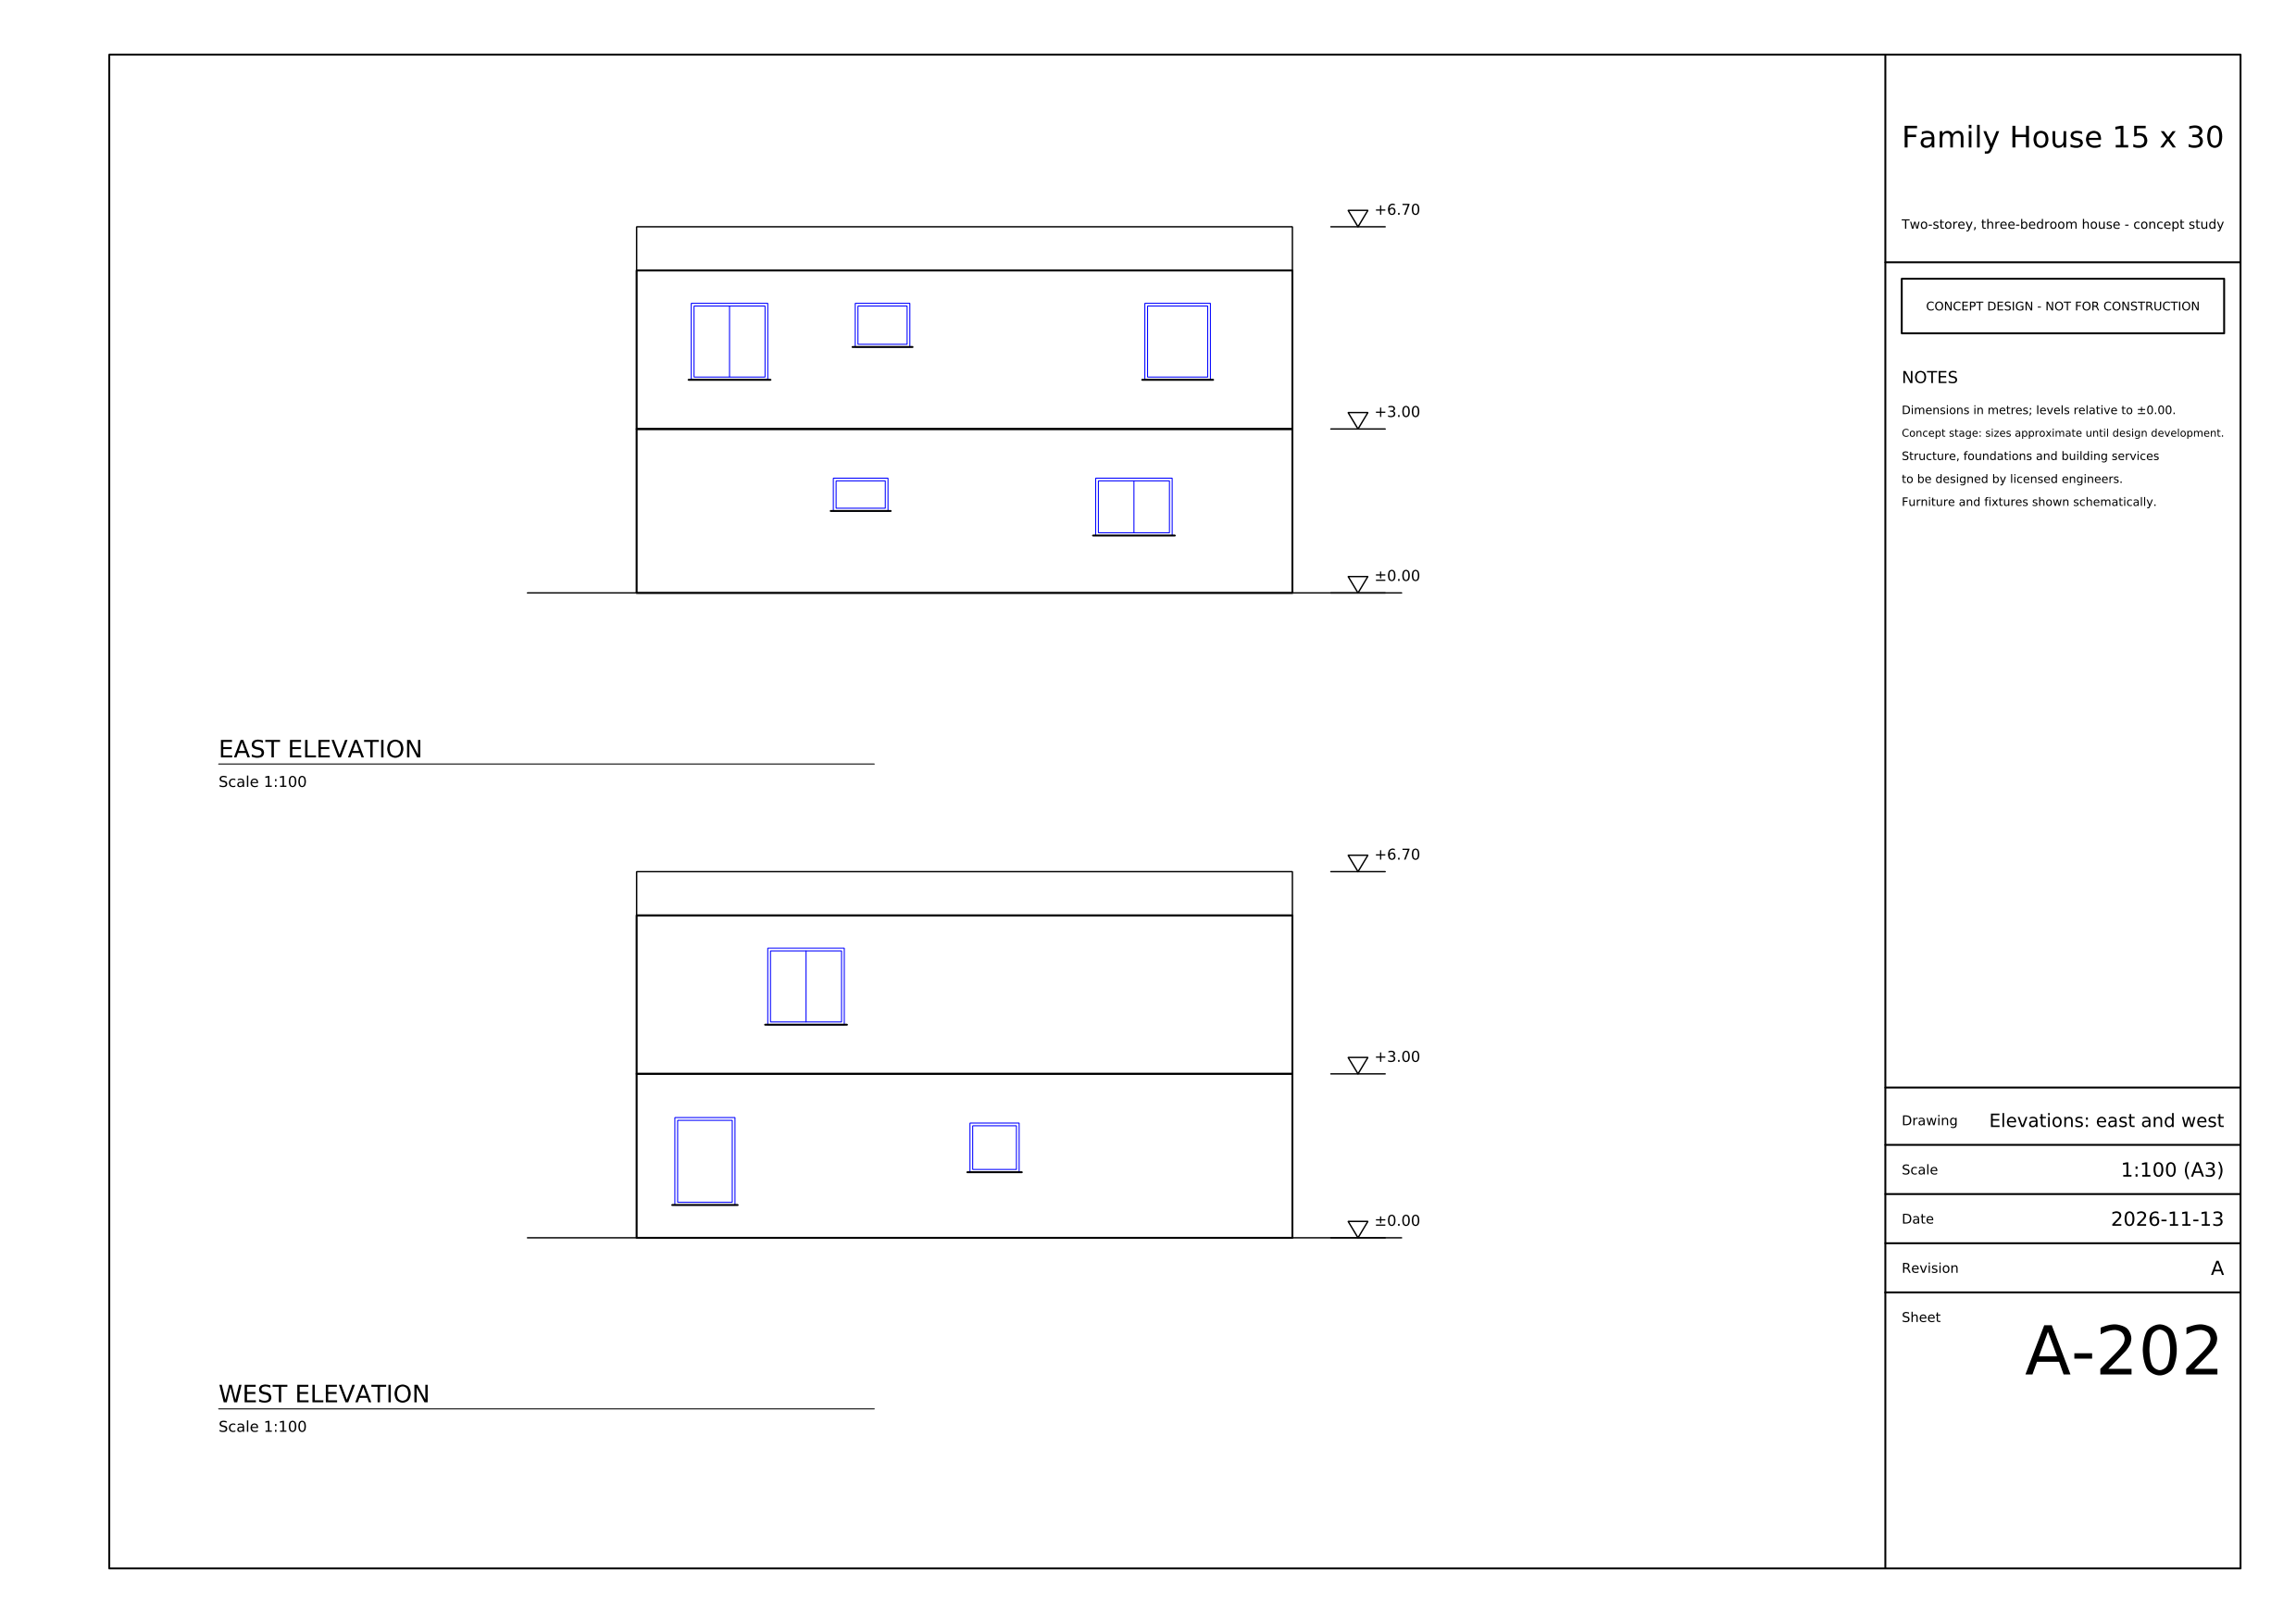 +6.70
+3.00
±0.00
EAST ELEVATION
Scale 1:100
+6.70
+3.00
±0.00
WEST ELEVATION
Scale 1:100
Family House 15 x 30
Two-storey, three-bedroom house - concept study
CONCEPT DESIGN - NOT FOR CONSTRUCTION
NOTES
Dimensions in metres; levels relative to ±0.00.
Concept stage: sizes approximate until design development.
Structure, foundations and building services
to be designed by licensed engineers.
Furniture and fixtures shown schematically.
Drawing Elevations: east and west
Scale 1:100 (A3)
Date 2026-11-13
Revision A
Sheet
A-202